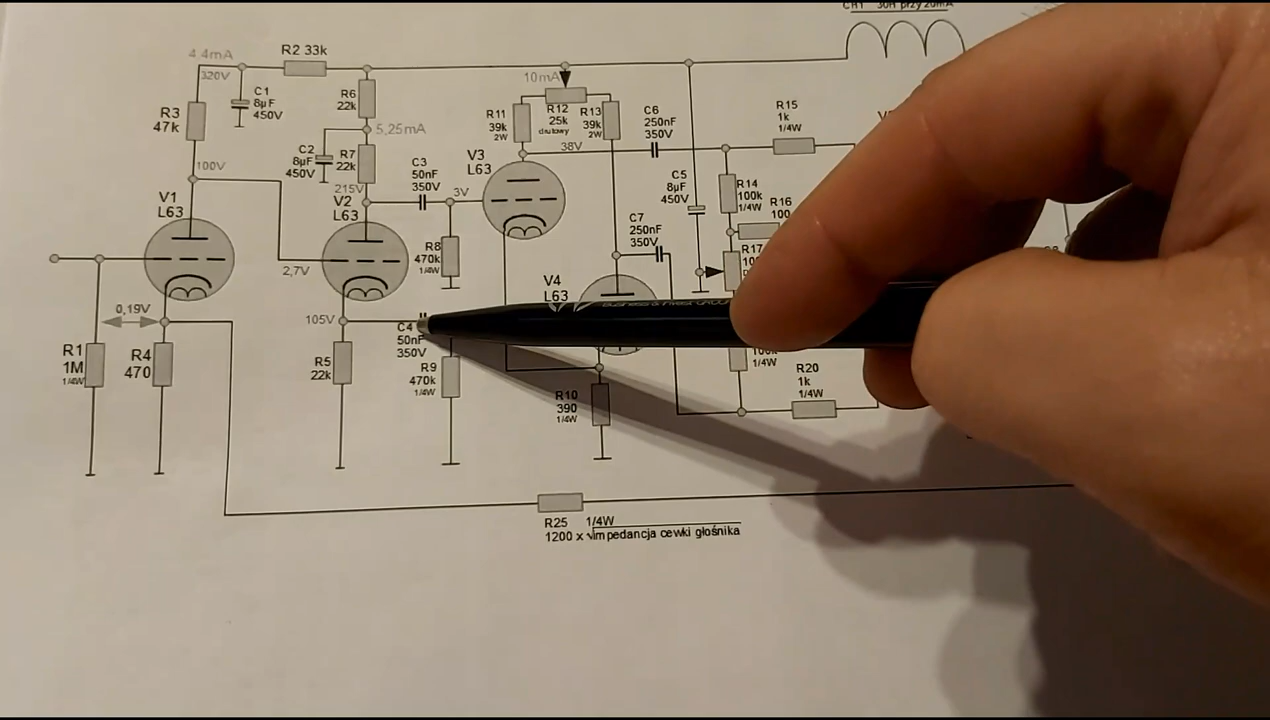 CH1 30H przy 20mA
4,4mA
R2 33k
320V
C1
8µF
450V
R3
47k
R6
22k
5,25mA
10mA
R11
39k
2W
R12
25k
drutowy
R13
39k
2W
C6
250nF
350V
R15
1k
1/4W
38V
100V
C2
8µF
450V
R7
22k
215V
C3
50nF
350V
3V
V3
L63
C5
8µF
450V
R14
100k
1/4W
R16
100
V1
L63
V2
L63
R8
470k
1/4W
C7
250nF
350V
R17
2,7V
V4
L63
0,19V
105V
C4
50nF
350V
R1
1M
1/4W
R4
470
R5
22k
R9
470k
1/4W
R10
390
1/4W
100k
1/4W
R20
1k
1/4W
R25 1/4W
1200 x √impedancja cewki głośnika